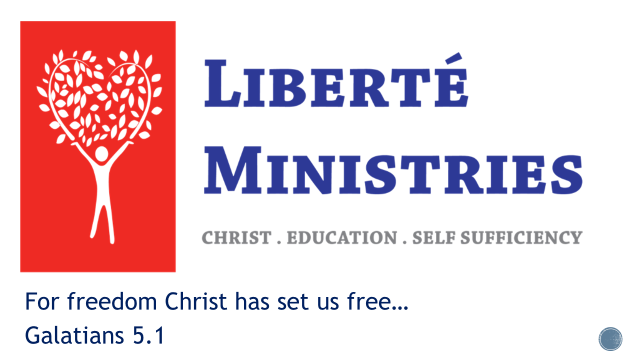 LIBERTÉ
MINISTRIES
CHRIST . EDUCATION . SELF SUFFICIENCY
For freedom Christ has set us free…
Galatians 5.1